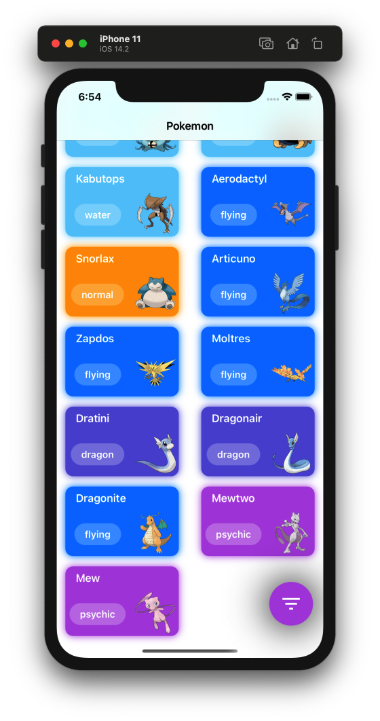 iPhone 11
iOS 14.2
6:54
Pokemon
Kabutops
water
Aerodactyl
flying
Snorlax
normal
Articuno
flying
Zapdos
flying
Moltres
flying
Dratini
dragon
Dragonair
dragon
Dragonite
flying
Mewtwo
psychic
Mew
psychic